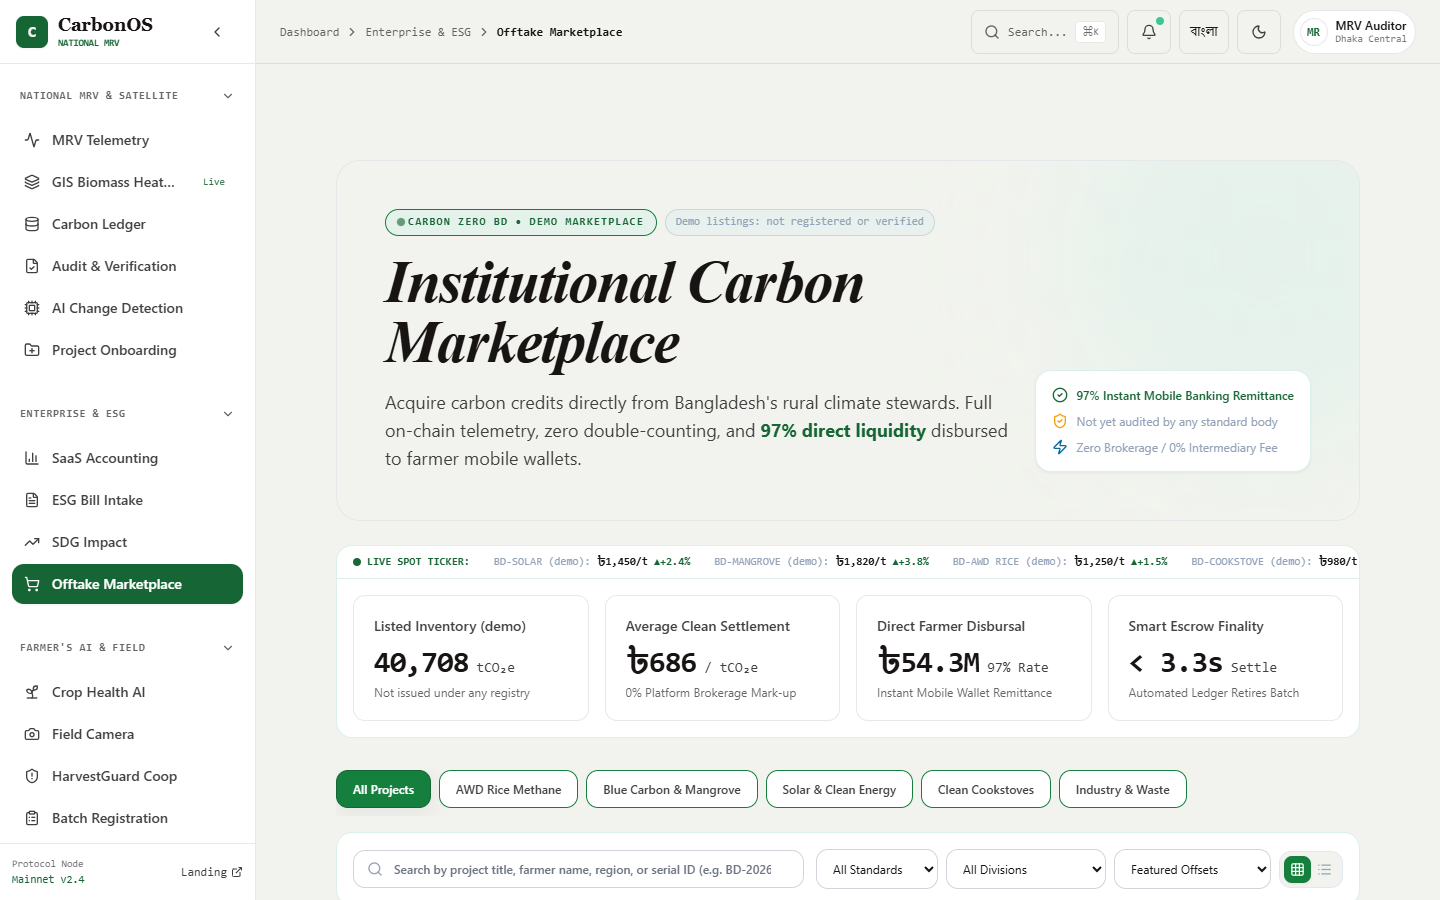 C
CarbonOS
NATIONAL MRV
Dashboard > Enterprise & ESG > Offtake Marketplace
Search... ⌘K
বাংলা
MR
MRV Auditor
Dhaka Central
NATIONAL MRV & SATELLITE
MRV Telemetry
GIS Biomass Heat... Live
Carbon Ledger
Audit & Verification
AI Change Detection
Project Onboarding
ENTERPRISE & ESG
SaaS Accounting
ESG Bill Intake
SDG Impact
Offtake Marketplace
FARMER'S AI & FIELD
Crop Health AI
Field Camera
HarvestGuard Coop
Batch Registration
Protocol Node
Mainnet v2.4
Landing
CARBON ZERO BD • DEMO MARKETPLACE
Demo listings: not registered or verified
Institutional Carbon
Marketplace
Acquire carbon credits directly from Bangladesh's rural climate stewards. Full
on-chain telemetry, zero double-counting, and 97% direct liquidity disbursed
to farmer mobile wallets.
97% Instant Mobile Banking Remittance
Not yet audited by any standard body
Zero Brokerage / 0% Intermediary Fee
LIVE SPOT TICKER: BD-SOLAR (demo): ৳1,450/t ▲+2.4% BD-MANGROVE (demo): ৳1,820/t ▲+3.8% BD-AWD RICE (demo): ৳1,250/t ▲+1.5% BD-COOKSTOVE (demo): ৳980/t
Listed Inventory (demo)
40,708 tCO₂e
Not issued under any registry
Average Clean Settlement
৳686 / tCO₂e
0% Platform Brokerage Mark-up
Direct Farmer Disbursal
৳54.3M 97% Rate
Instant Mobile Wallet Remittance
Smart Escrow Finality
< 3.3s Settle
Automated Ledger Retires Batch
All Projects
AWD Rice Methane
Blue Carbon & Mangrove
Solar & Clean Energy
Clean Cookstoves
Industry & Waste
Search by project title, farmer name, region, or serial ID (e.g. BD-2026
All Standards
All Divisions
Featured Offsets